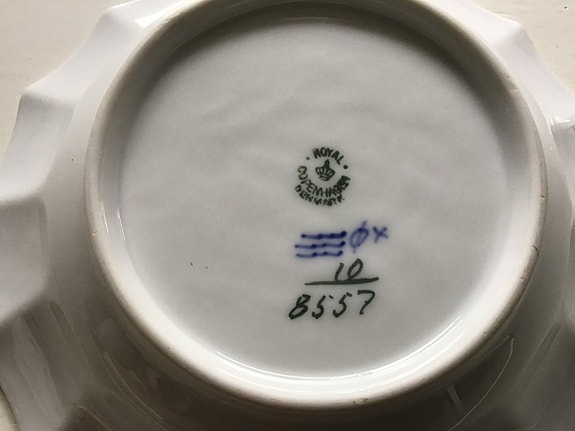 ROYAL
COPENHAGEN
DENMARK
φx
10
8557